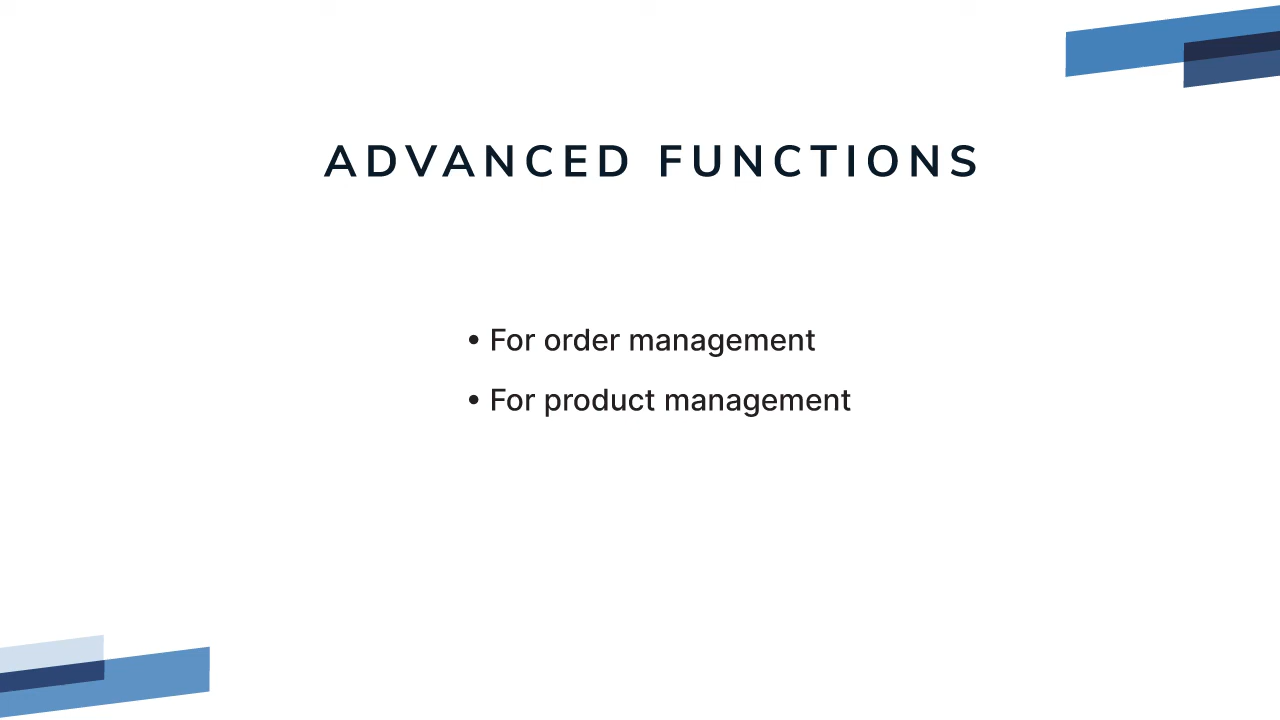 ADVANCED FUNCTIONS
• For order management
• For product management